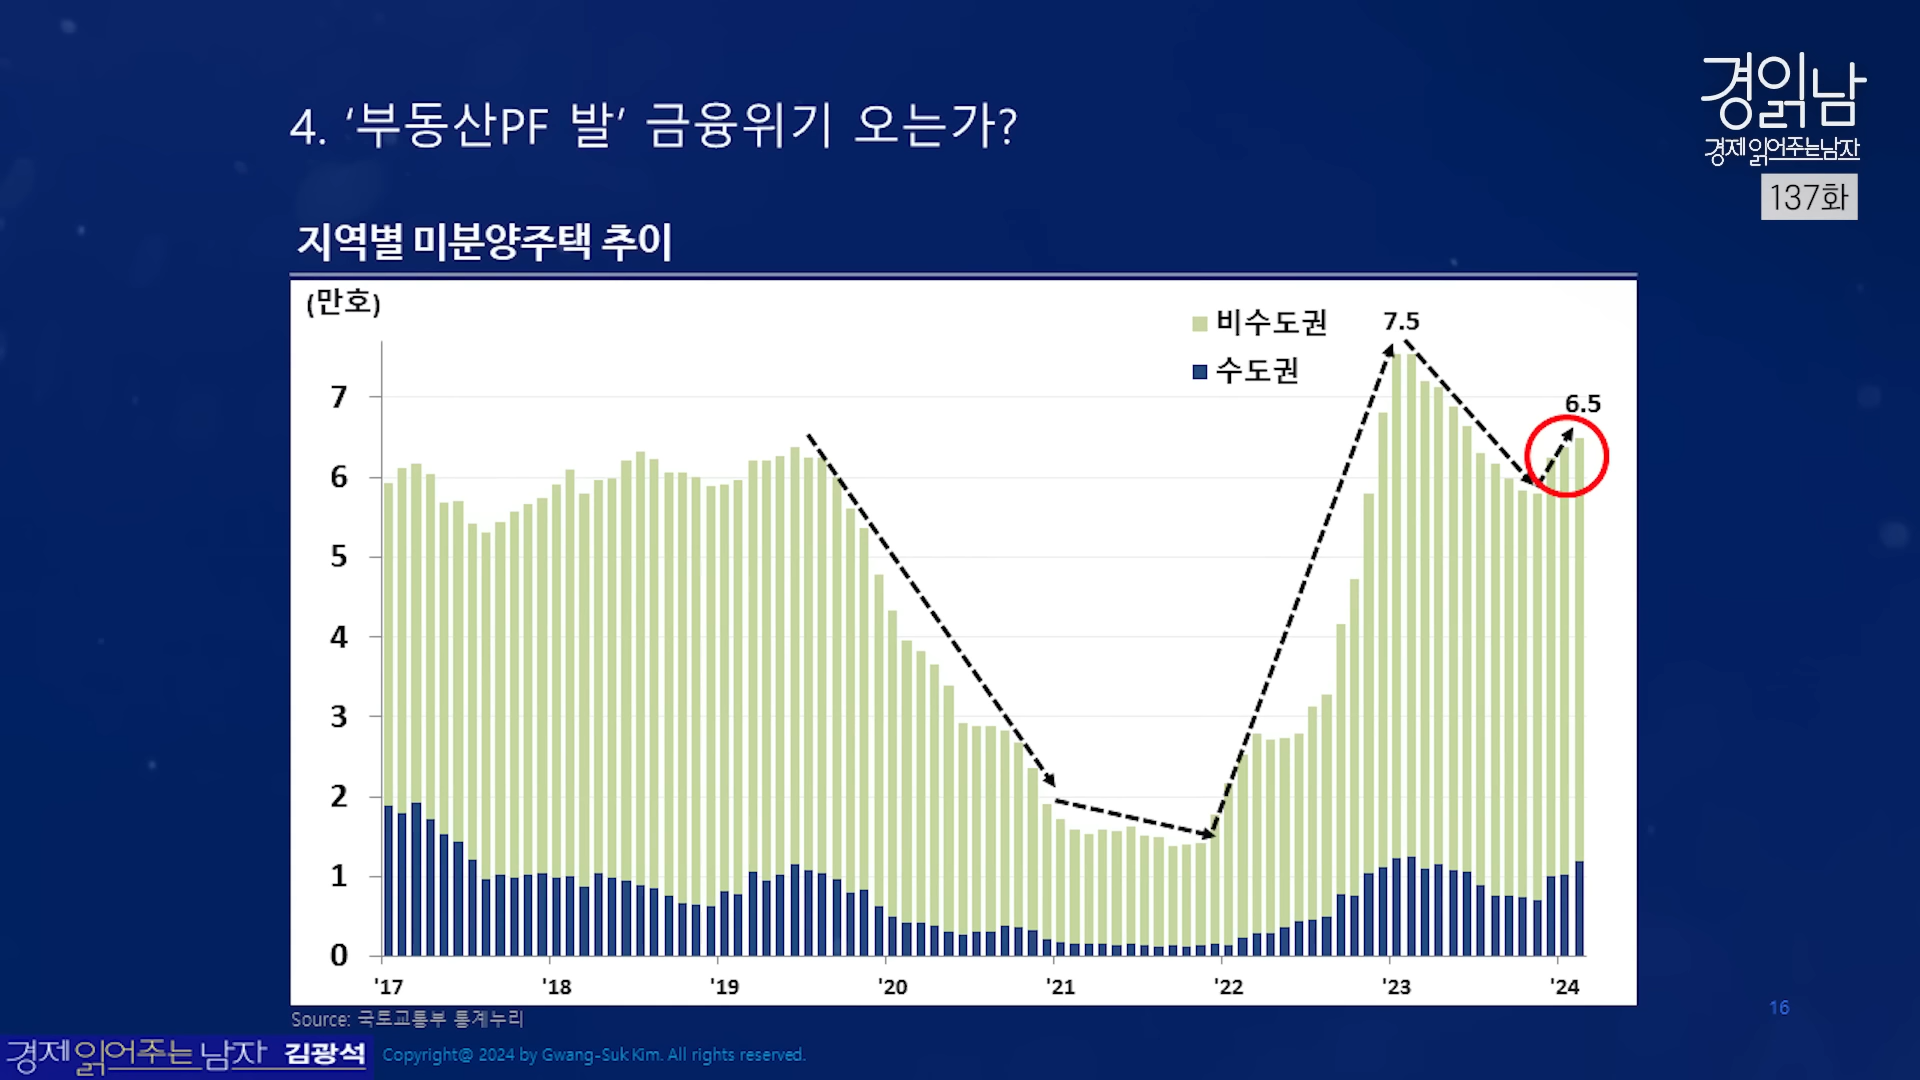 4. ‘부동산PF 발’ 금융위기 오는가?
경읽남
경제 읽어주는남자
137화
지역별 미분양주택 추이
(만호)
비수도권
수도권
7.5
6.5
7
6
5
4
3
2
1
0
'17 '18 '19 '20 '21 '22 '23 '24
Source: 국토교통부 통계누리
16
경제 읽어주는 남자 김광석
Copyright@ 2024 by Gwang-Suk Kim. All rights reserved.